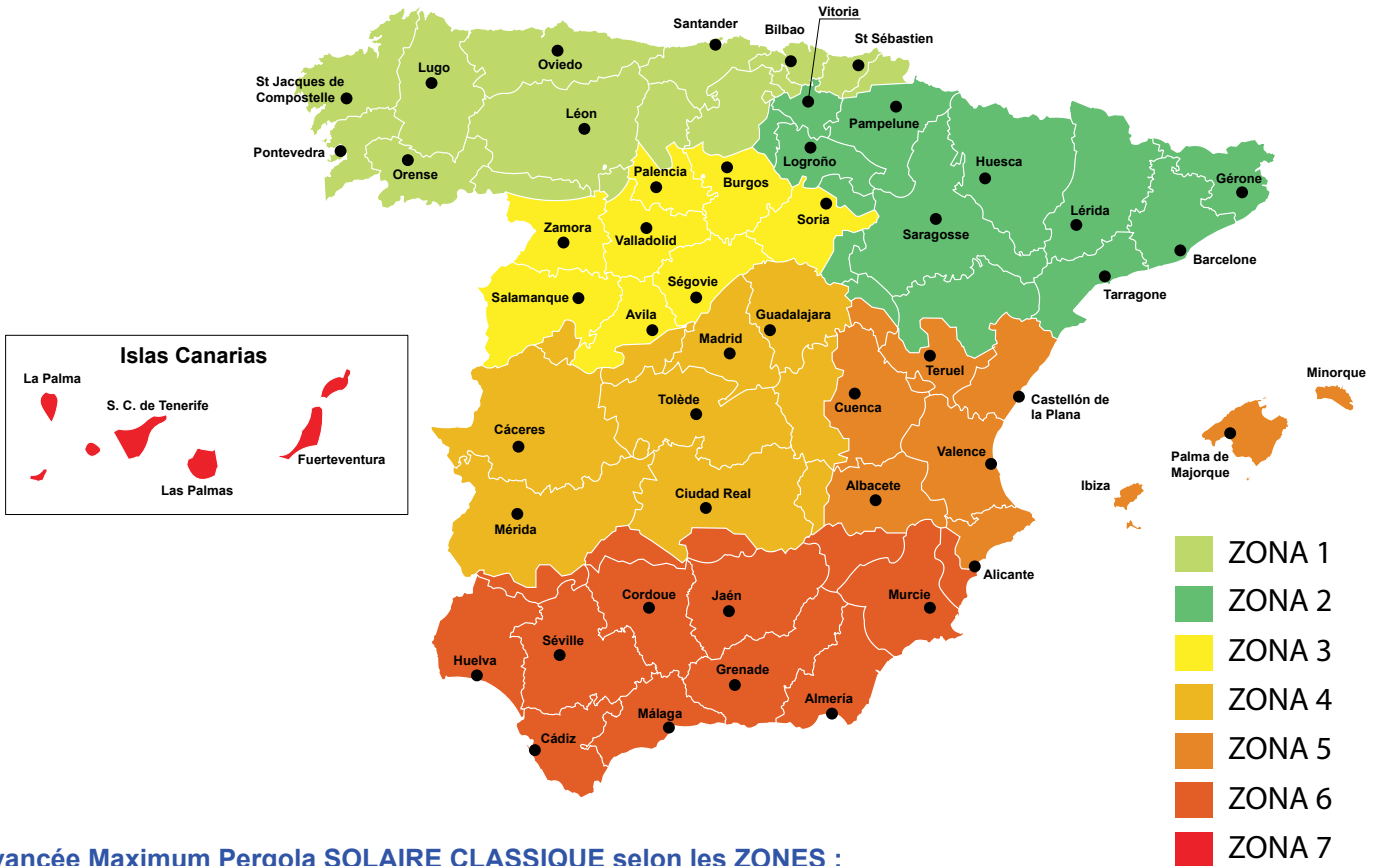 Santander
Vitoria
Bilbao
St Sébastien
Oviedo
Lugo
St Jacques de
Compostelle
Léon
Pampelune
Pontevedra
Orense
Logroño
Palencia
Burgos
Huesca
Gérone
Soria
Lérida
Zamora
Valladolid
Saragosse
Barcelone
Ségovie
Salamanque
Tarragone
Avila
Guadalajara
Madrid
Islas Canarias
La Palma
S. C. de Tenerife
Fuerteventura
Las Palmas
Teruel
Minorque
Tolède
Cuenca
Castellón de
la Plana
Cáceres
Valence
Palma de
Majorque
Ibiza
Ciudad Real
Albacete
Mérida
Alicante
Cordoue
Jaén
Murcie
Séville
Huelva
Grenade
Almería
Málaga
Cádiz
ZONA 1
ZONA 2
ZONA 3
ZONA 4
ZONA 5
ZONA 6
ZONA 7
vancée Maximum Pergola SOLAIRE CLASSIQUE selon les ZONES :